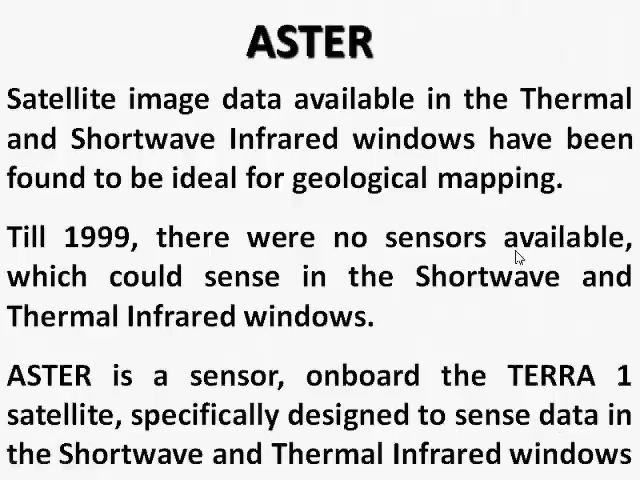 ASTER
Satellite image data available in the Thermal
and Shortwave Infrared windows have been
found to be ideal for geological mapping.
Till 1999, there were no sensors available,
which could sense in the Shortwave and
Thermal Infrared windows.
ASTER is a sensor, onboard the TERRA 1
satellite, specifically designed to sense data in
the Shortwave and Thermal Infrared windows